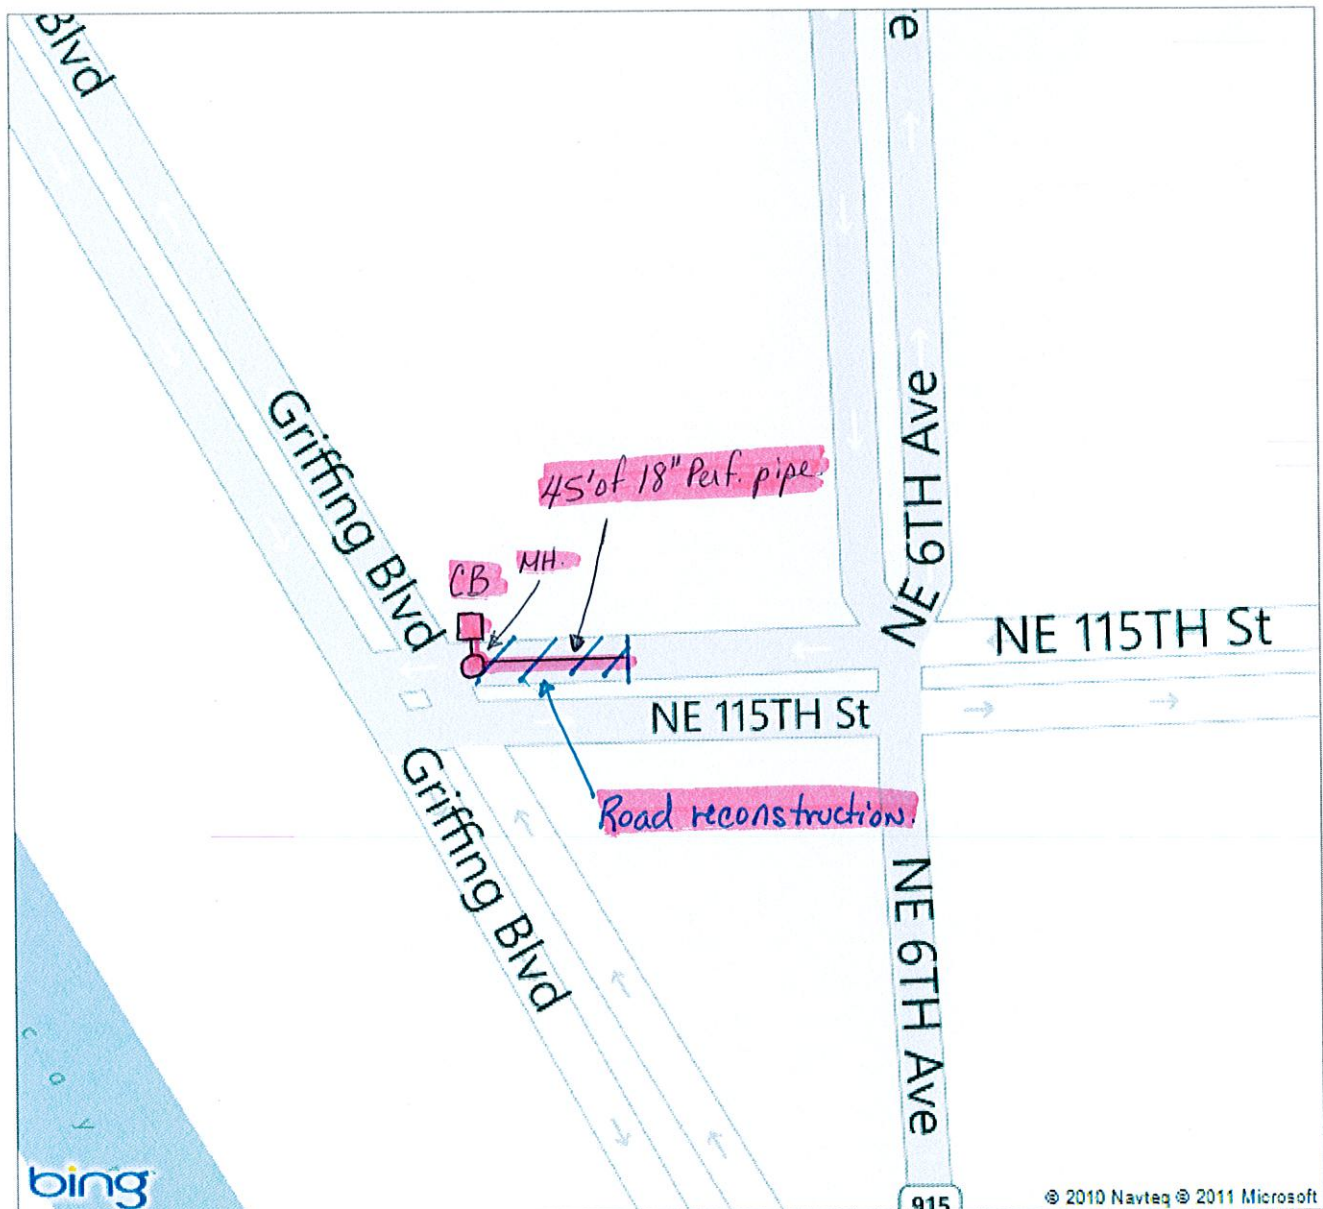 Blvd
e
Griffing Blvd
NE 6TH Ave
45' of 18" Perf. pipe.
CB
MH.
NE 115TH St
NE 115TH St
Griffing Blvd
Road reconstruction.
NE 6TH Ave
C o v
bing
915
© 2010 Navteq © 2011 Microsoft